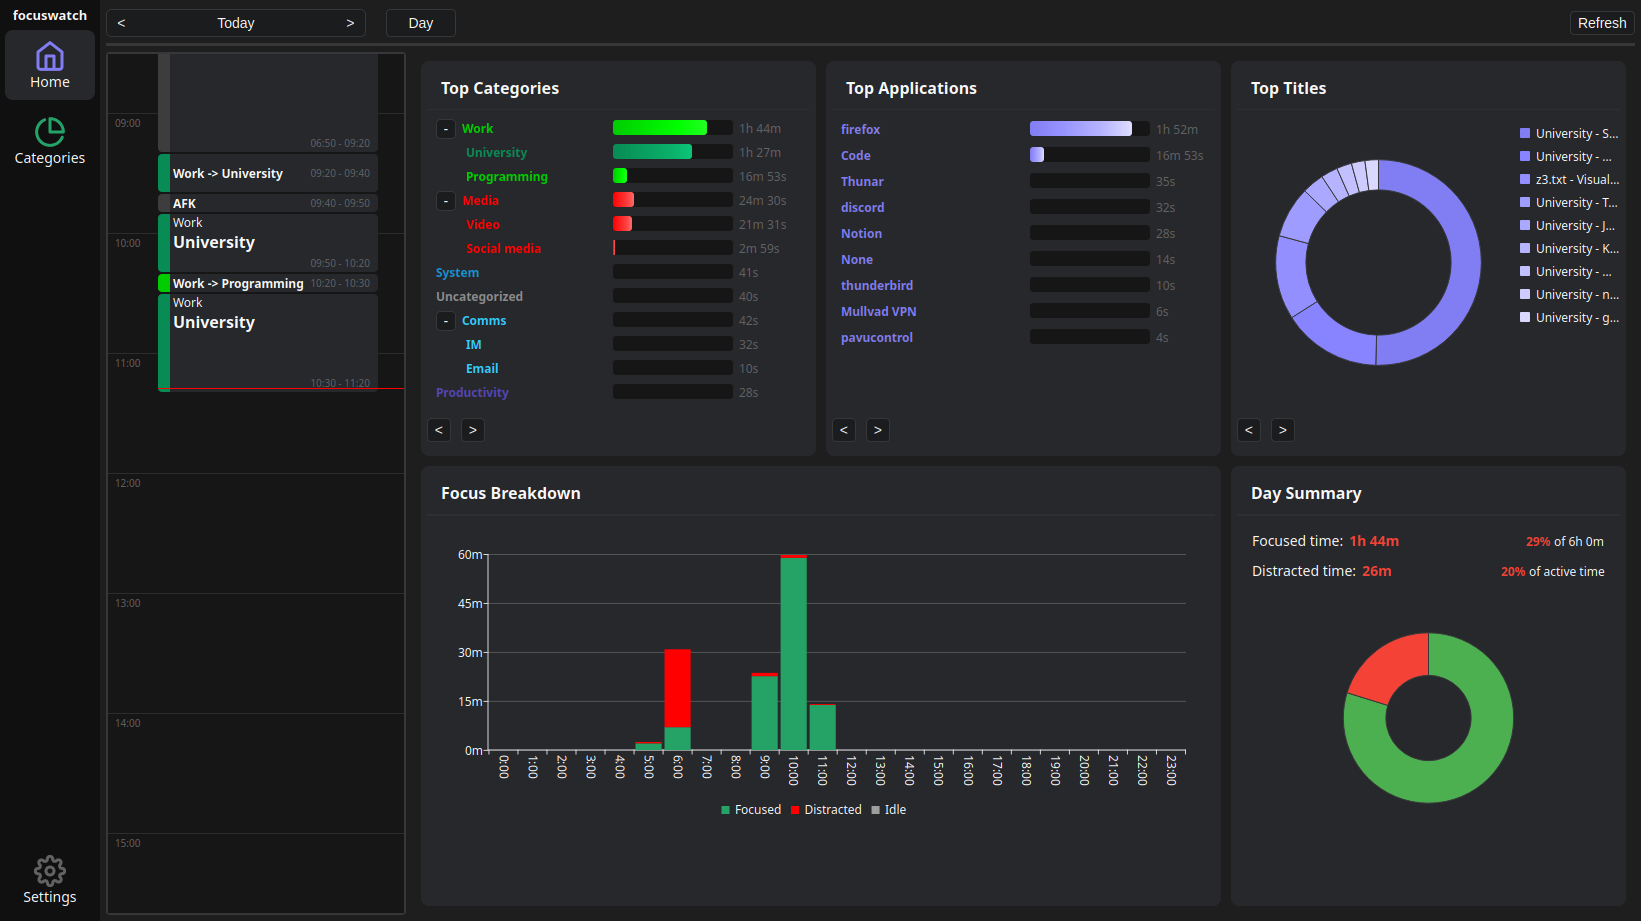 focuswatch
Home
Categories
Settings
< Today >
Day
Refresh
09:00
10:00
11:00
12:00
13:00
14:00
15:00
06:50 - 09:20
Work -> University 09:20 - 09:40
AFK 09:40 - 09:50
Work
University
09:50 - 10:20
Work -> Programming 10:20 - 10:30
Work
University
10:30 - 11:20
Top Categories
- Work 1h 44m
University 1h 27m
Programming 16m 53s
- Media 24m 30s
Video 21m 31s
Social media 2m 59s
System 41s
Uncategorized 40s
- Comms 42s
IM 32s
Email 10s
Productivity 28s
< >
Top Applications
firefox 1h 52m
Code 16m 53s
Thunar 35s
discord 32s
Notion 28s
None 14s
thunderbird 10s
Mullvad VPN 6s
pavucontrol 4s
< >
Top Titles
University - S...
University - ...
z3.txt - Visual...
University - T...
University - J...
University - K...
University - ...
University - n...
University - g...
< >
Focus Breakdown
60m
45m
30m
15m
0m
0:00 1:00 2:00 3:00 4:00 5:00 6:00 7:00 8:00 9:00 10:00 11:00 12:00 13:00 14:00 15:00 16:00 17:00 18:00 19:00 20:00 21:00 22:00 23:00
Focused Distracted Idle
Day Summary
Focused time: 1h 44m 29% of 6h 0m
Distracted time: 26m 20% of active time